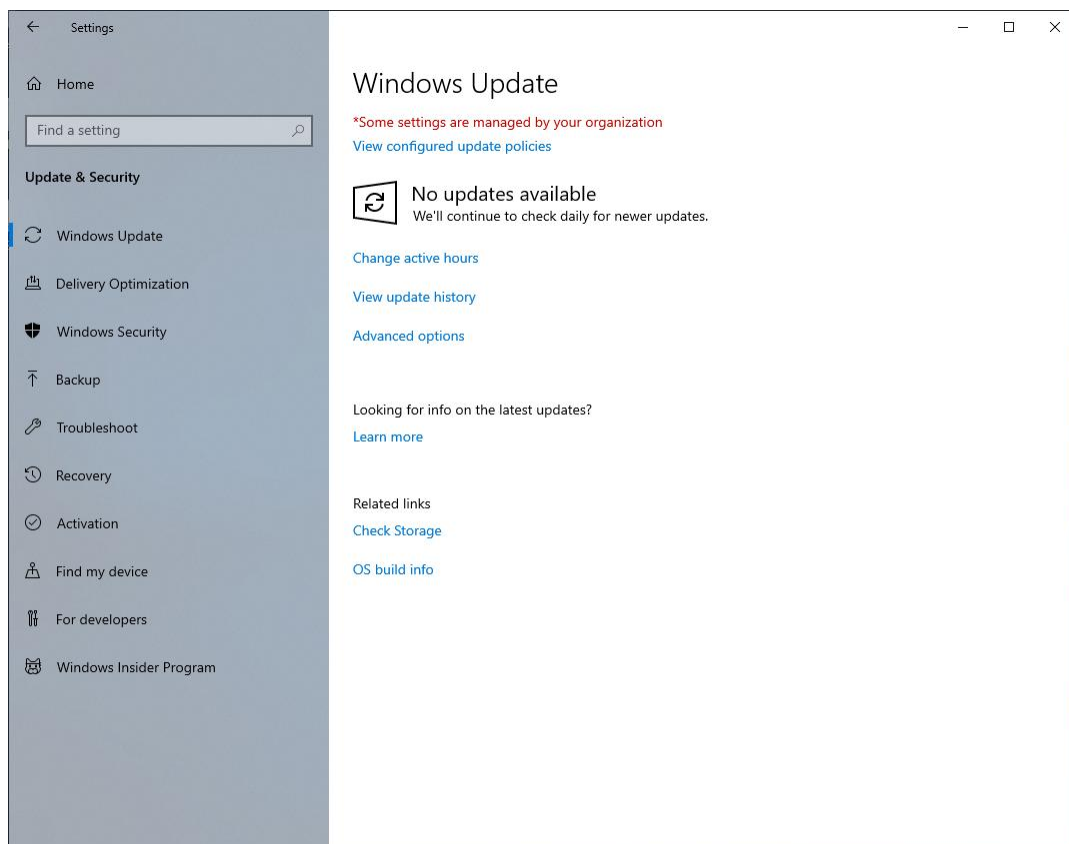 Settings
Home
Find a setting
Update & Security
Windows Update
Delivery Optimization
Windows Security
Backup
Troubleshoot
Recovery
Activation
Find my device
For developers
Windows Insider Program
Windows Update
*Some settings are managed by your organization
View configured update policies
No updates available
We'll continue to check daily for newer updates.
Change active hours
View update history
Advanced options
Looking for info on the latest updates?
Learn more
Related links
Check Storage
OS build info